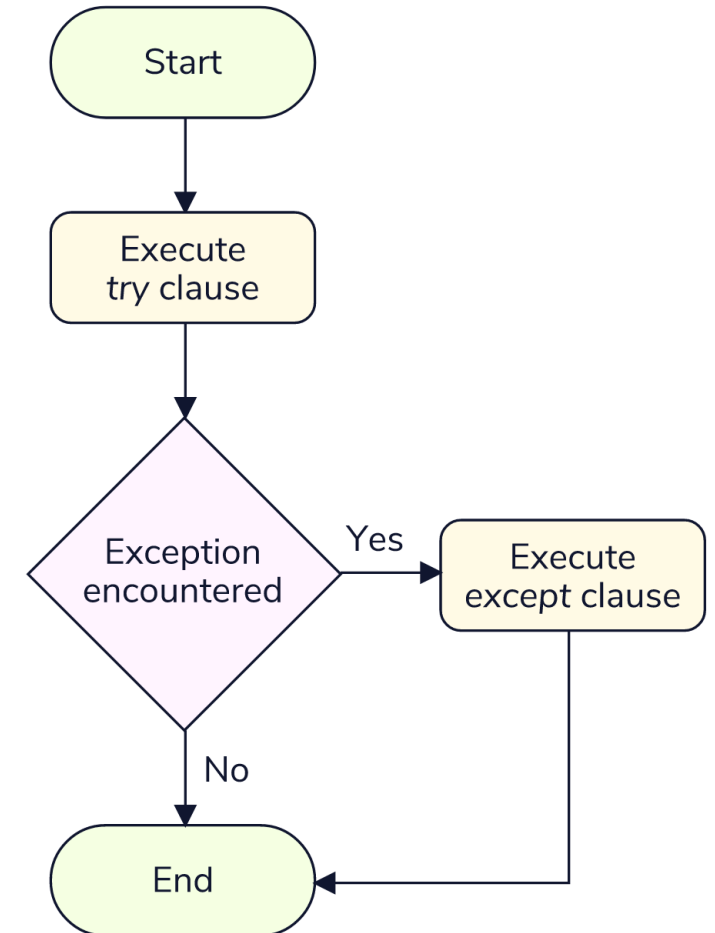 Start
Execute
try clause
Exception
encountered
Yes
Execute
except clause
No
End